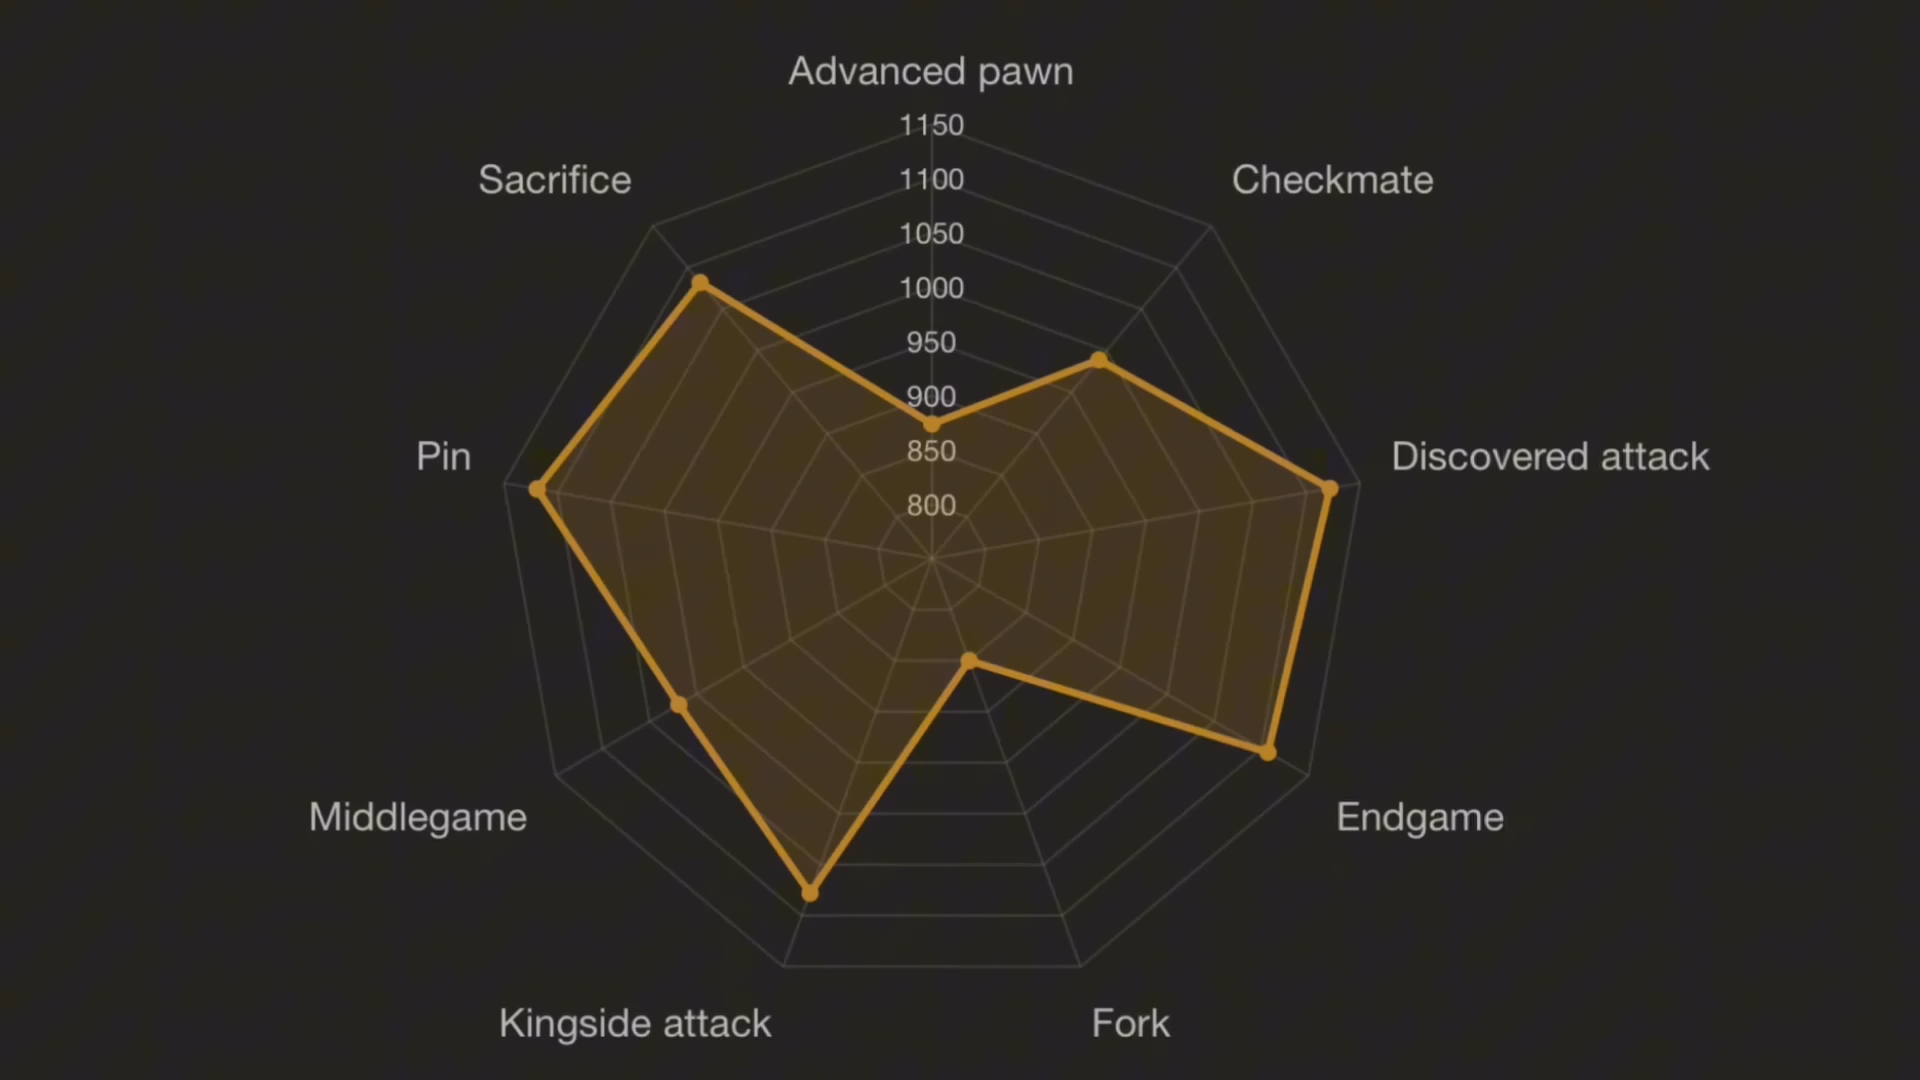 Advanced pawn
1150
Sacrifice
1100
Checkmate
1050
1000
950
900
Pin
850
Discovered attack
800
Middlegame
Endgame
Kingside attack
Fork